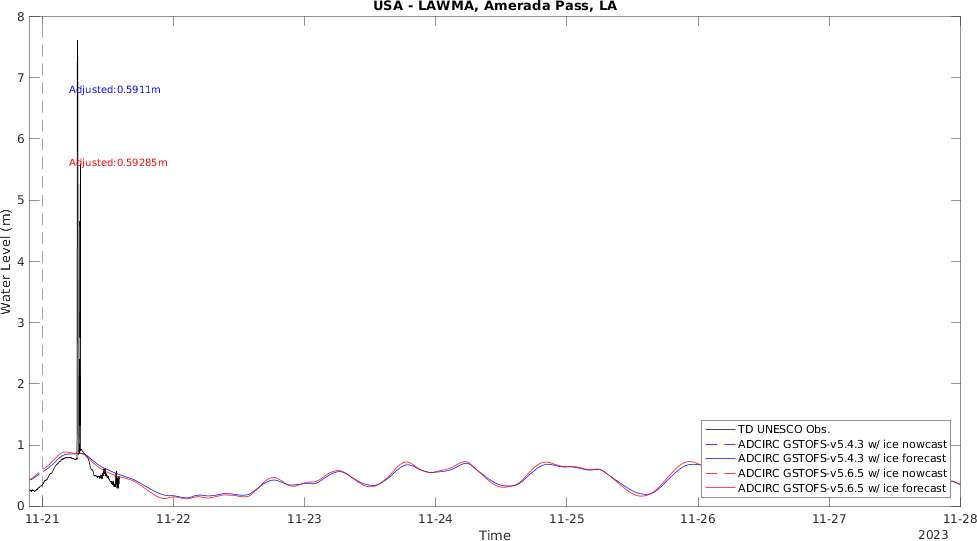 USA - LAWMA, Amerada Pass, LA
8
7
6
5
4
3
2
1
0
Water Level (m)
Adjusted:0.5911m
Adjusted:0.59285m
TD UNESCO Obs.
ADCIRC GSTOFS-v5.4.3 w/ ice nowcast
ADCIRC GSTOFS-v5.4.3 w/ ice forecast
ADCIRC GSTOFS-v5.6.5 w/ ice nowcast
ADCIRC GSTOFS-v5.6.5 w/ ice forecast
11-21 11-22 11-23 11-24 11-25 11-26 11-27 11-28
Time
2023